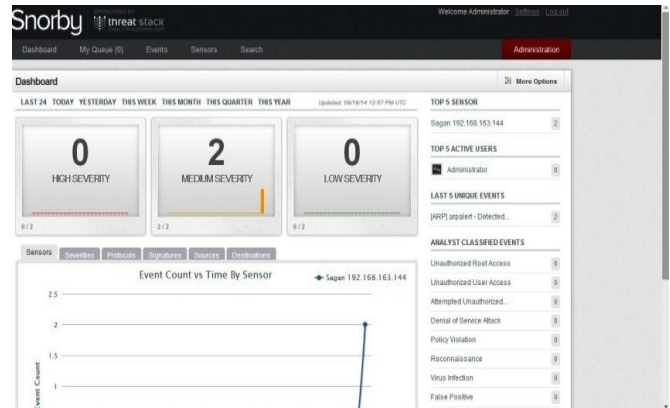 Snorby
SPONSORED BY
threat stack
Welcome Administrator | Settings | Log out
Dashboard My Queue (0) Events Sensors Search Administration
Dashboard
More Options
LAST 24 TODAY YESTERDAY THIS WEEK THIS MONTH THIS QUARTER THIS YEAR
0
HIGH SEVERITY
0 / 2
2
MEDIUM SEVERITY
2 / 2
0
LOW SEVERITY
0 / 2
Sensors Severities Protocols Signatures Sources Destinations
Event Count vs Time By Sensor
Sagan 192.168.163.144
2.5
2
1.5
1
Event Count
TOP 5 SENSOR
Sagan 192.168.163.144 2
TOP 5 ACTIVE USERS
Administrator 0
LAST 5 UNIQUE EVENTS
[ARP] arpalert - Detected... 2
ANALYST CLASSIFIED EVENTS
Unauthorized Root Access 0
Unauthorized User Access 0
Attempted Unauthorized... 0
Denial of Service Attack 0
Policy Violation 0
Reconnaissance 0
Virus Infection 0
False Positive 0